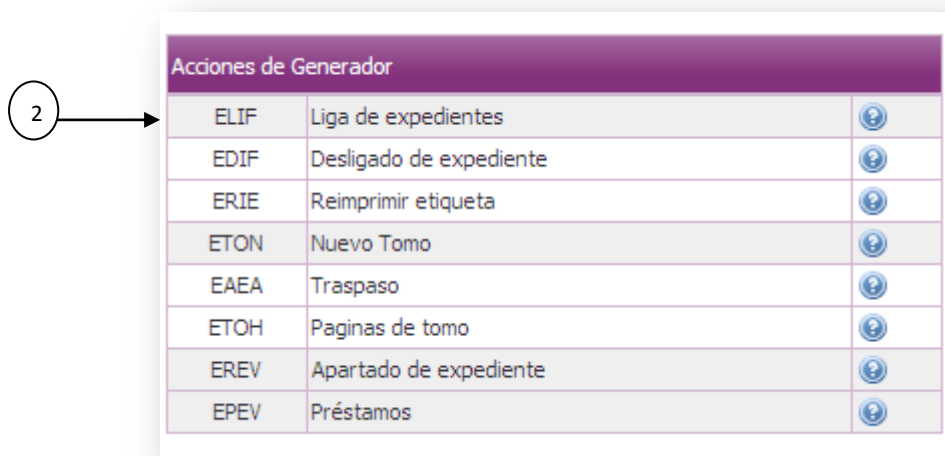 Acciones de Generador
2
ELIF Liga de expedientes
EDIF Desligado de expediente
ERIE Reimprimir etiqueta
ETON Nuevo Tomo
EAEA Traspaso
ETOH Paginas de tomo
EREV Apartado de expediente
EPEV Préstamos